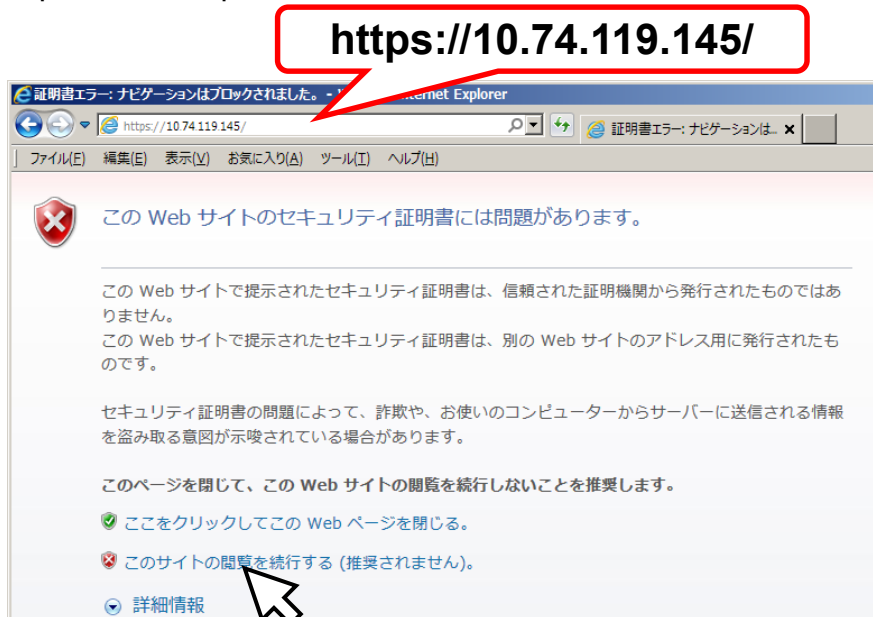 https://10.74.119.145/
証明書エラー: ナビゲーションはブロックされました。 - Internet Explorer
https://10.74.119.145/
証明書エラー: ナビゲーションは...
ファイル(F) 編集(E) 表示(V) お気に入り(A) ツール(T) ヘルプ(H)
この Web サイトのセキュリティ証明書には問題があります。
この Web サイトで提示されたセキュリティ証明書は、信頼された証明機関から発行されたものではあ
りません。
この Web サイトで提示されたセキュリティ証明書は、別の Web サイトのアドレス用に発行されたも
のです。
セキュリティ証明書の問題によって、詐欺や、お使いのコンピューターからサーバーに送信される情報
を盗み取る意図が示唆されている場合があります。
このページを閉じて、この Web サイトの閲覧を続行しないことを推奨します。
ここをクリックしてこの Web ページを閉じる。
このサイトの閲覧を続行する (推奨されません)。
詳細情報